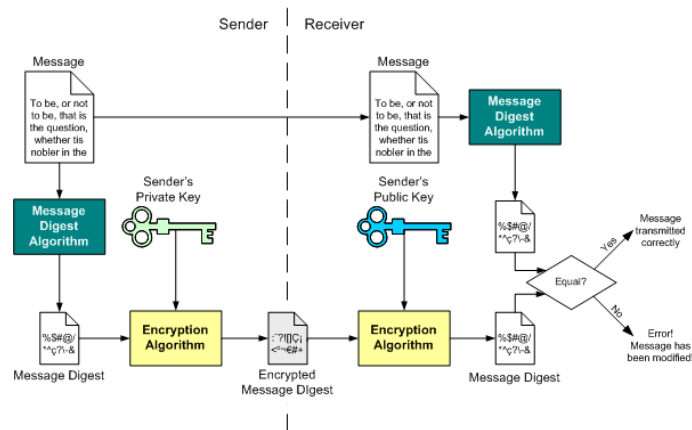 Sender
Receiver
Message
To be, or not
to be, that is
the question,
whether tis
nobler in the
Message
To be, or not
to be, that is
the question,
whether tis
nobler in the
Message
Digest
Algorithm
Message
Digest
Algorithm
Sender's
Private Key
Sender's
Public Key
%$#@/
*^ç?\-&
Message
transmitted
correctly
Yes
Equal?
No
Error!
Message has
been modified!
%$#@/
*^ç?\-&
Message Digest
Encryption
Algorithm
Encrypted
Message DIgest
Encryption
Algorithm
%$#@/
*^ç?\-&
Message Digest